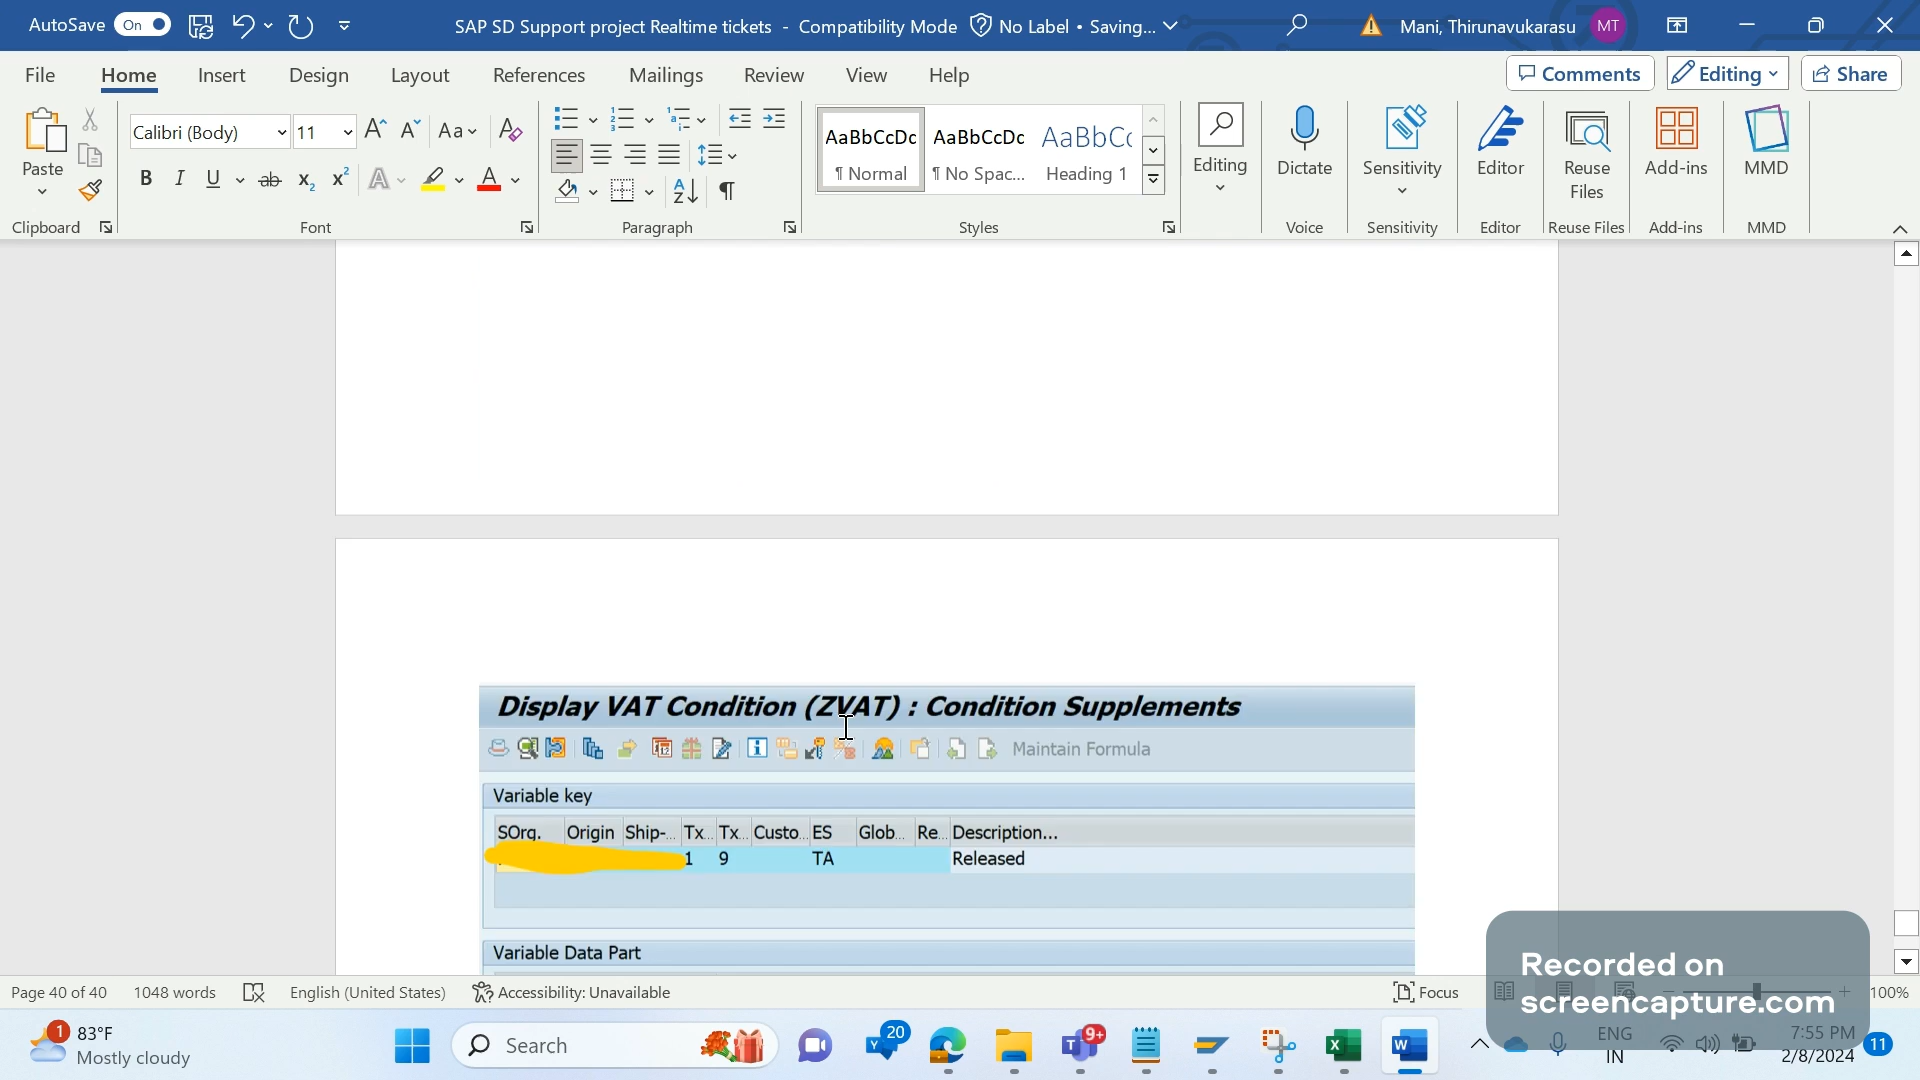 AutoSave On SAP SD Support project Realtime tickets - Compatibility Mode No Label • Saving... Mani, Thirunavukarasu MT
File Home Insert Design Layout References Mailings Review View Help Comments Editing Share
Paste
Calibri (Body) 11 Aa
B I U ab x2 x2 A A
AaBbCcDc AaBbCcDc AaBbCc
¶ Normal ¶ No Spac... Heading 1
Editing Dictate Sensitivity Editor Reuse Files Add-ins MMD
Clipboard Font Paragraph Styles Voice Sensitivity Editor Reuse Files Add-ins MMD
Display VAT Condition (ZVAT) : Condition Supplements
Maintain Formula
Variable key
SOrg. Origin Ship-... Tx... Tx... Custo... ES Glob... Re... Description...
1 9 TA Released
Variable Data Part
Recorded on
screencapture.com
Page 40 of 40 1048 words English (United States) Accessibility: Unavailable Focus 100%
1 83°F
Mostly cloudy
Search 20 9+
ENG
IN
7:55 PM
2/8/2024
11